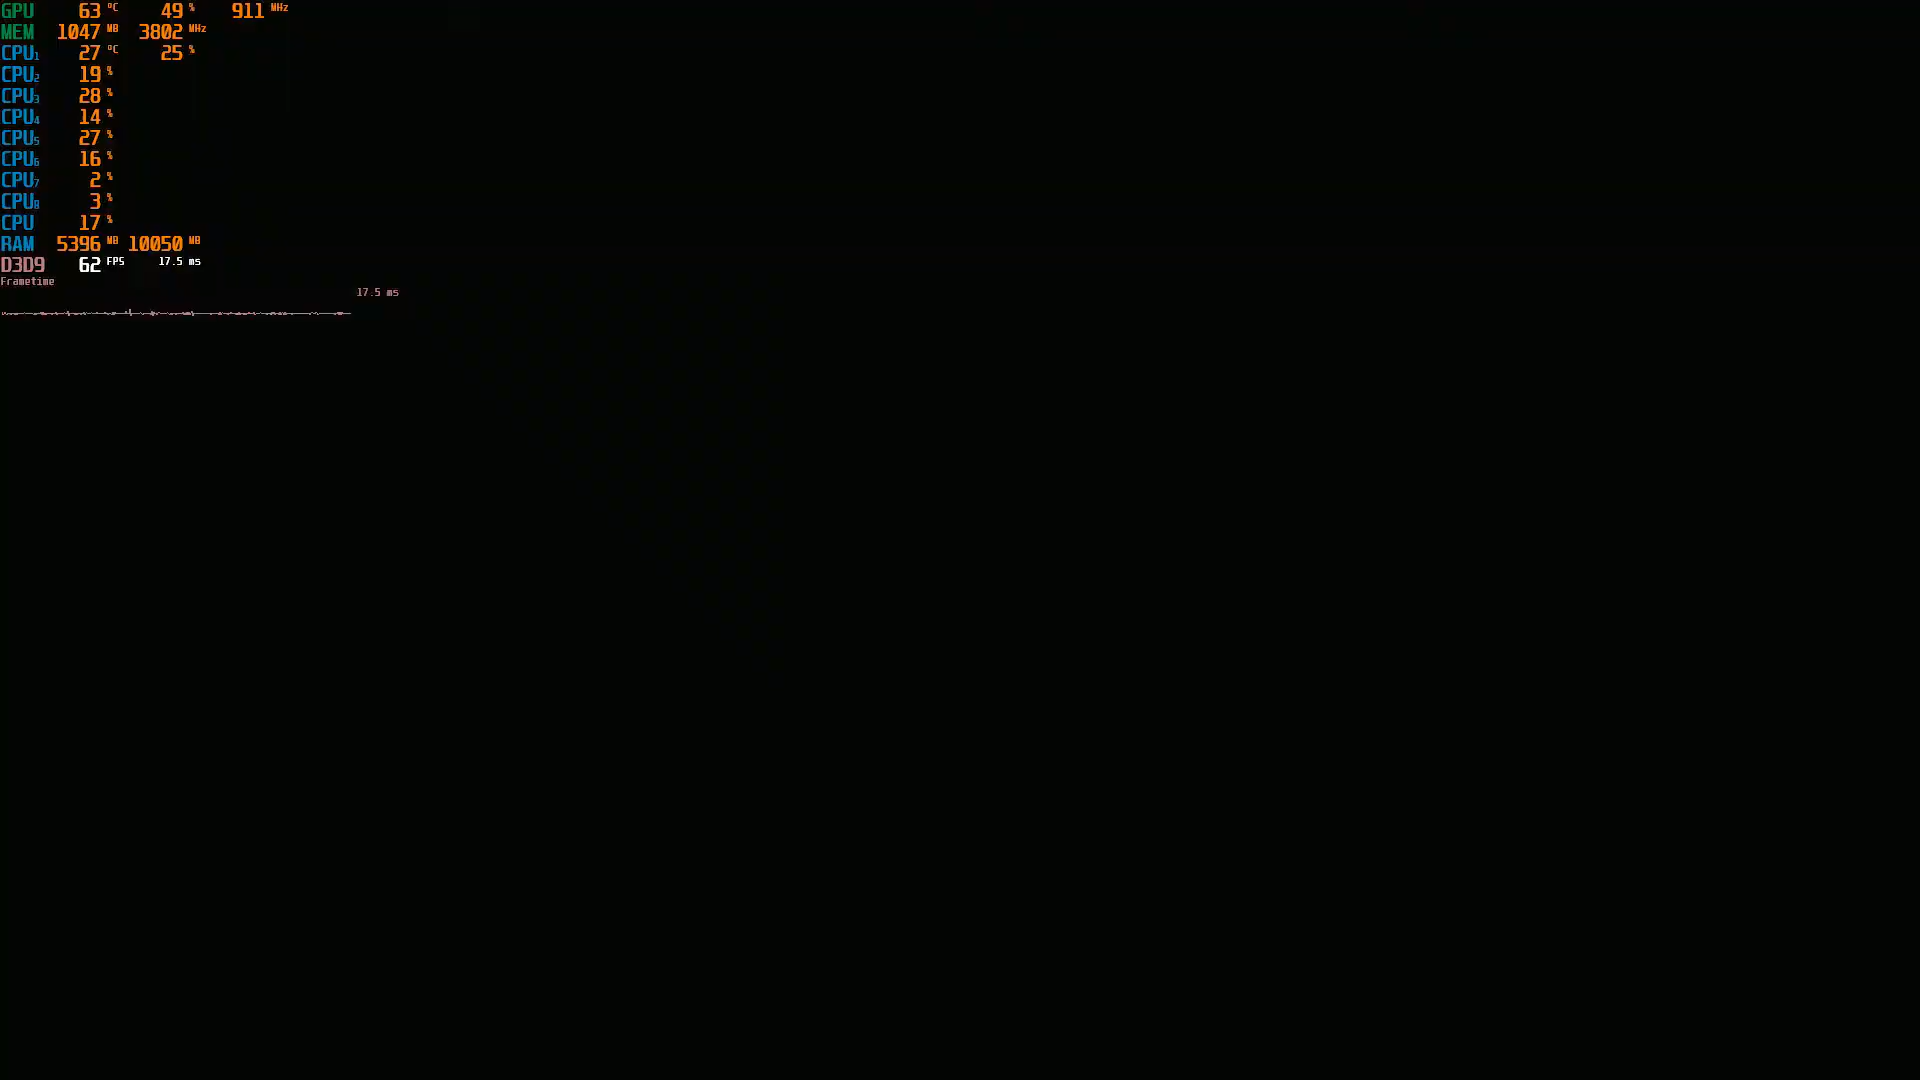 GPU 63 °C 49 % 911 MHz
MEM 1047 MB 3802 MHz
CPU1 27 °C 25 %
CPU2 19 %
CPU3 28 %
CPU4 14 %
CPU5 27 %
CPU6 16 %
CPU7 2 %
CPU8 3 %
CPU 17 %
RAM 5396 MB 10050 MB
D3D9 62 FPS 17.5 ms
Frametime
17.5 ms